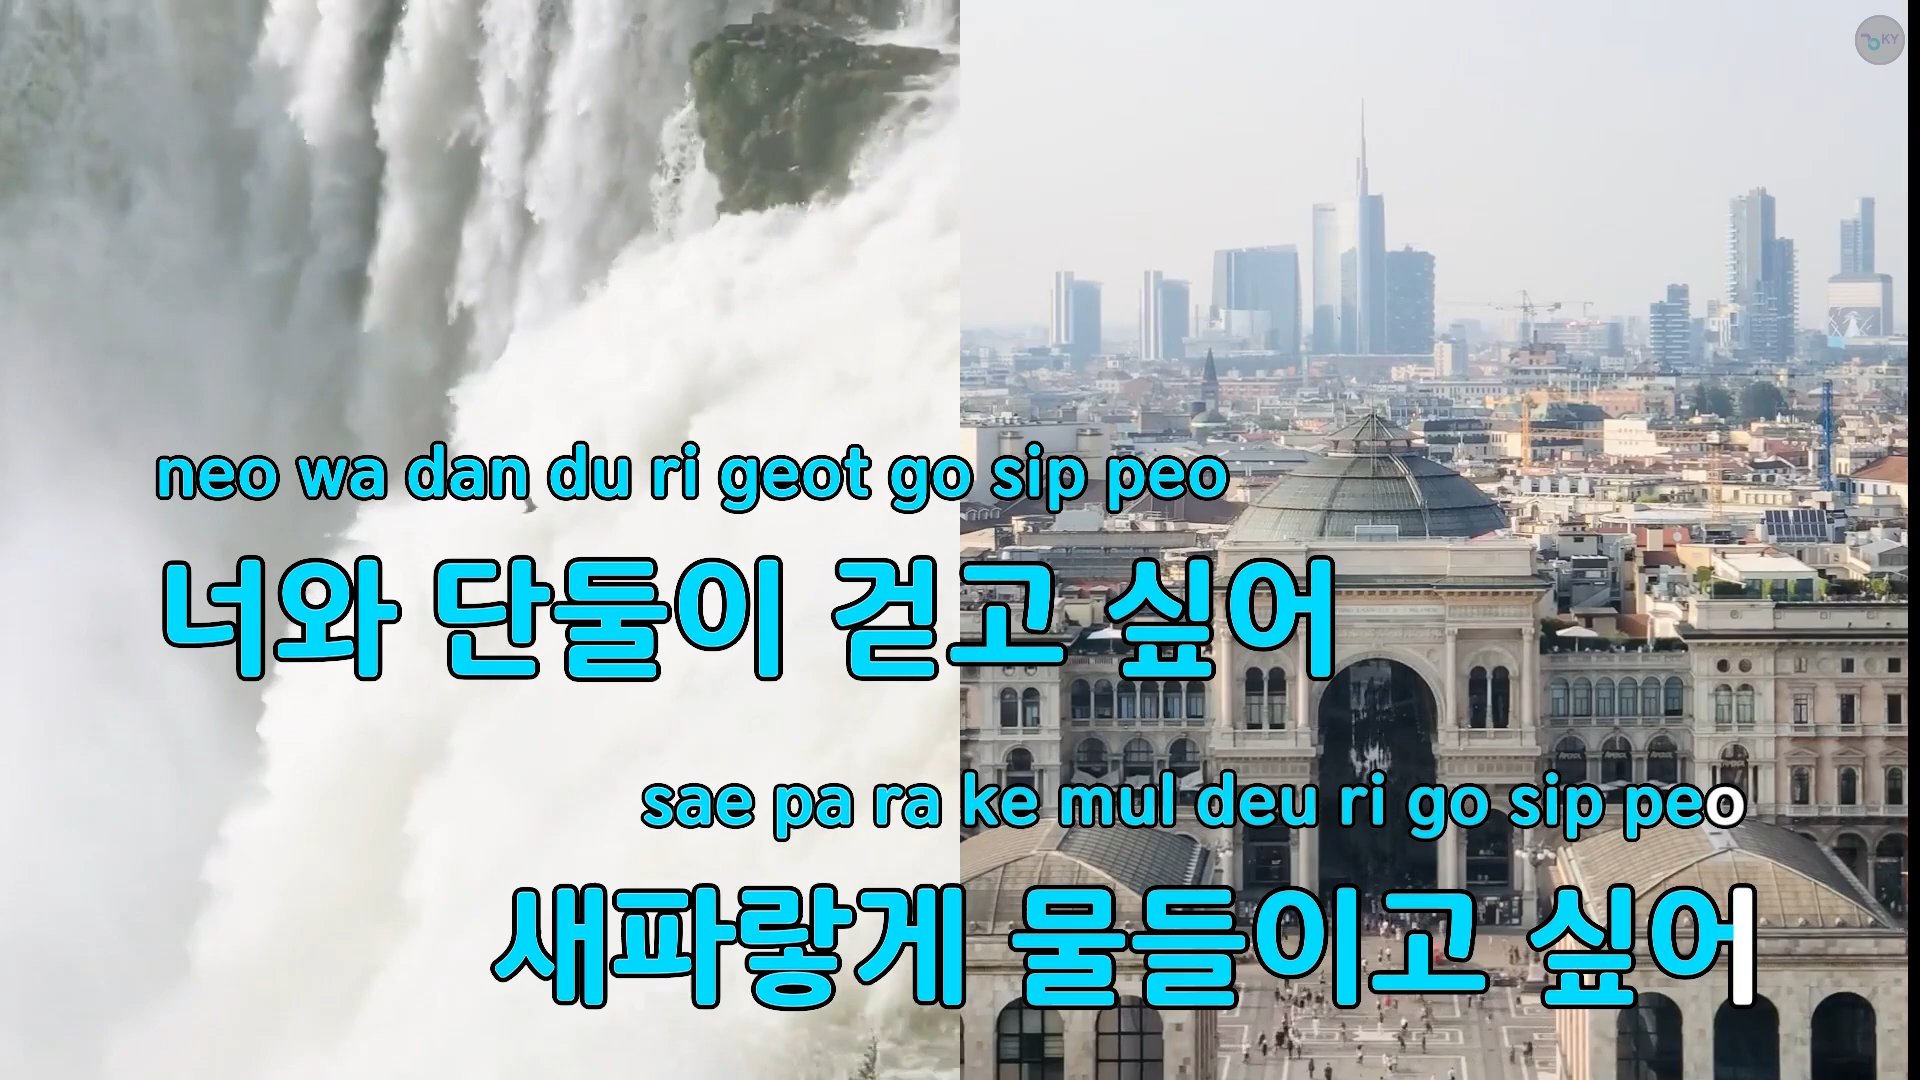 KY
neo wa dan du ri geot go sip peo
너와 단둘이 걷고 싶어
sae pa ra ke mul deu ri go sip peo
새파랗게 물들이고 싶어